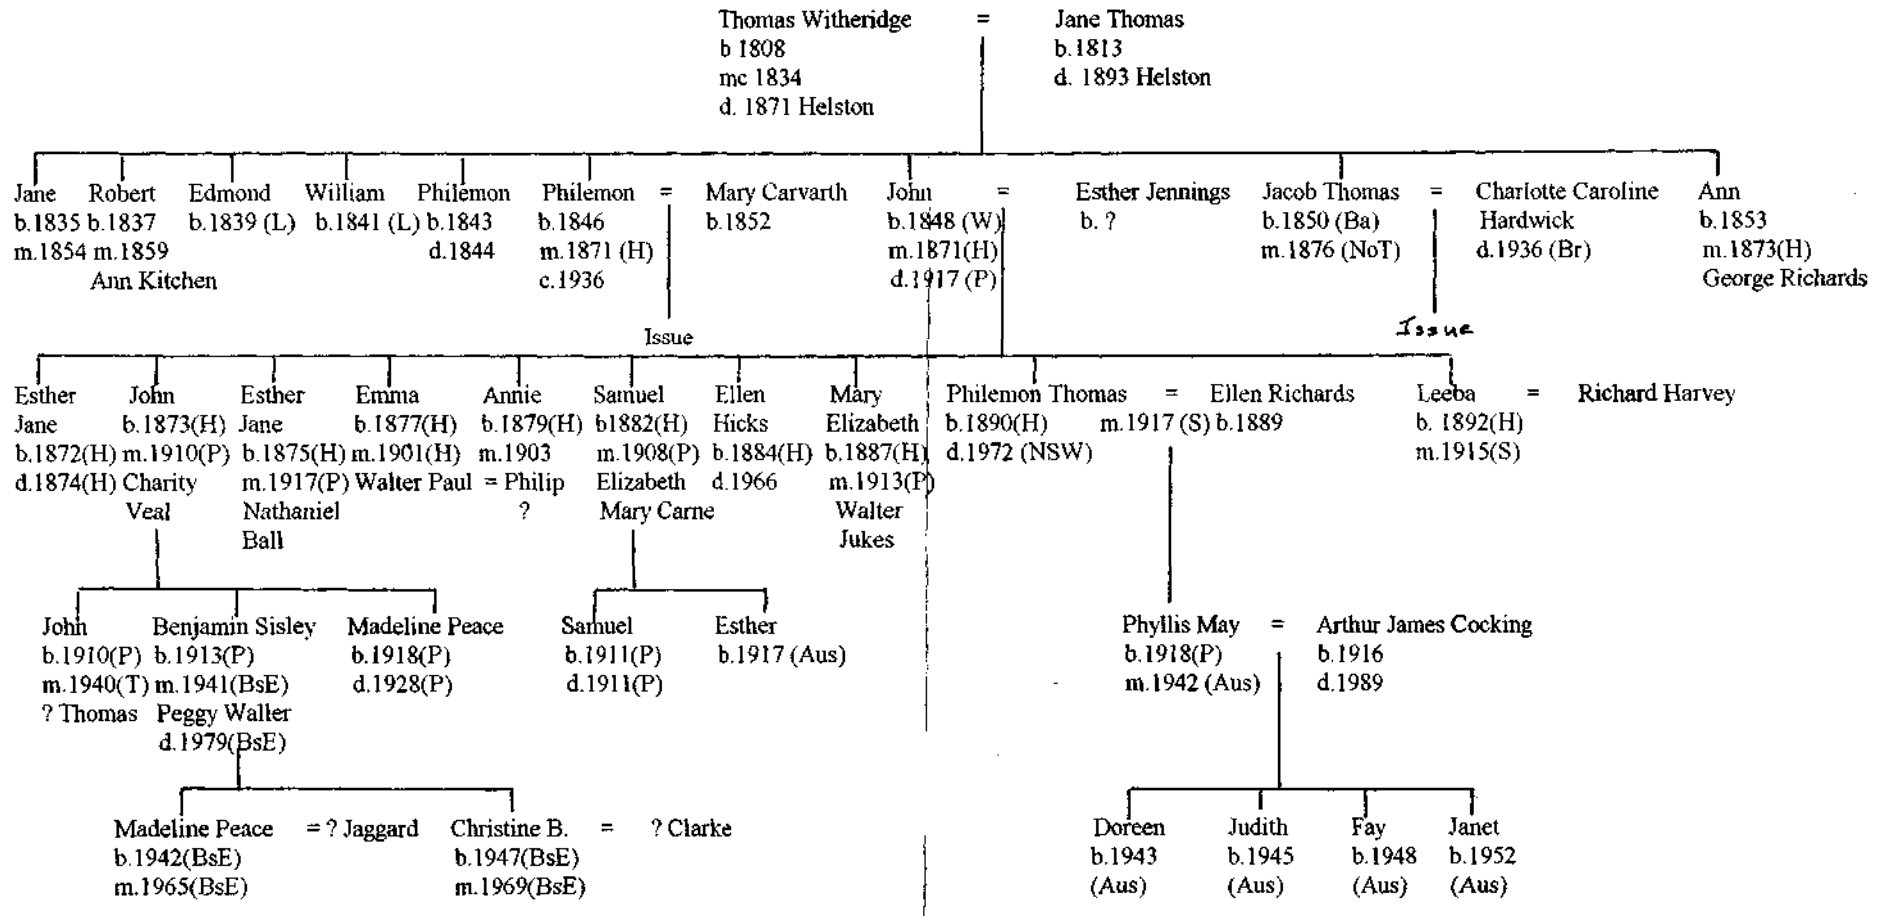 Thomas Witheridge = Jane Thomas
b 1808 b.1813
mc 1834 d. 1893 Helston
d. 1871 Helston
Jane Robert Edmond William Philemon Philemon = Mary Carvarth John = Esther Jennings Jacob Thomas = Charlotte Caroline Ann
b.1835 b.1837 b.1839 (L) b.1841 (L) b.1843 b.1846 b.1852 b.1848 (W) b. ? b.1850 (Ba) Hardwick b.1853
m.1854 m.1859 d.1844 m.1871 (H) m.1871(H) m.1876 (NoT) d.1936 (Br) m.1873(H)
Ann Kitchen c.1936 d.1917 (P) George Richards
Issue Issue
Esther John Esther Emma Annie Samuel Ellen Mary Philemon Thomas = Ellen Richards Leeba = Richard Harvey
Jane b.1873(H) Jane b.1877(H) b.1879(H) b1882(H) Hicks Elizabeth b.1890(H) m.1917 (S) b.1889 b. 1892(H)
b.1872(H) m.1910(P) b.1875(H) m.1901(H) m.1903 m.1908(P) b.1884(H) b.1887(H) d.1972 (NSW) m.1915(S)
d.1874(H) Charity m.1917(P) Walter Paul = Philip Elizabeth d.1966 m.1913(P)
Veal Nathaniel ? Mary Carne Walter
Ball Jukes
John Benjamin Sisley Madeline Peace Samuel Esther Phyllis May = Arthur James Cocking
b.1910(P) b.1913(P) b.1918(P) b.1911(P) b.1917 (Aus) b.1918(P) b.1916
m.1940(T) m.1941(BsE) d.1928(P) d.1911(P) m.1942 (Aus) d.1989
? Thomas Peggy Waller
d.1979(BsE)
Madeline Peace = ? Jaggard Christine B. = ? Clarke Doreen Judith Fay Janet
b.1942(BsE) b.1947(BsE) b.1943 b.1945 b.1948 b.1952
m.1965(BsE) m.1969(BsE) (Aus) (Aus) (Aus) (Aus)